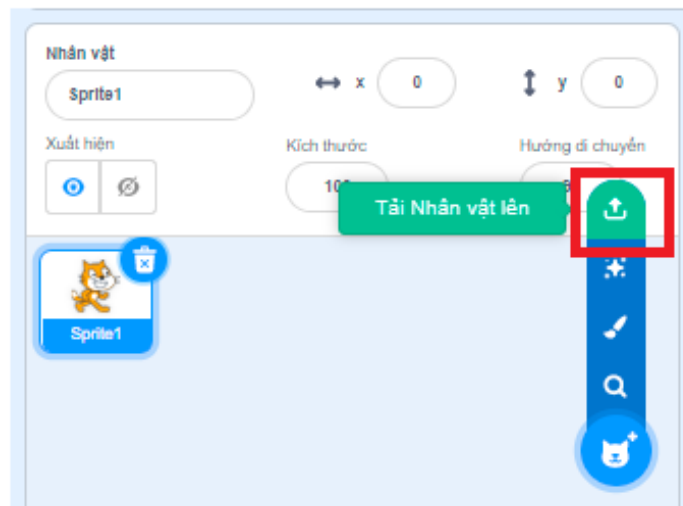 Nhân vật
Sprite1
x 0
y 0
Xuất hiện
Kích thước
Hướng di chuyển
Tải Nhân vật lên
Sprite1